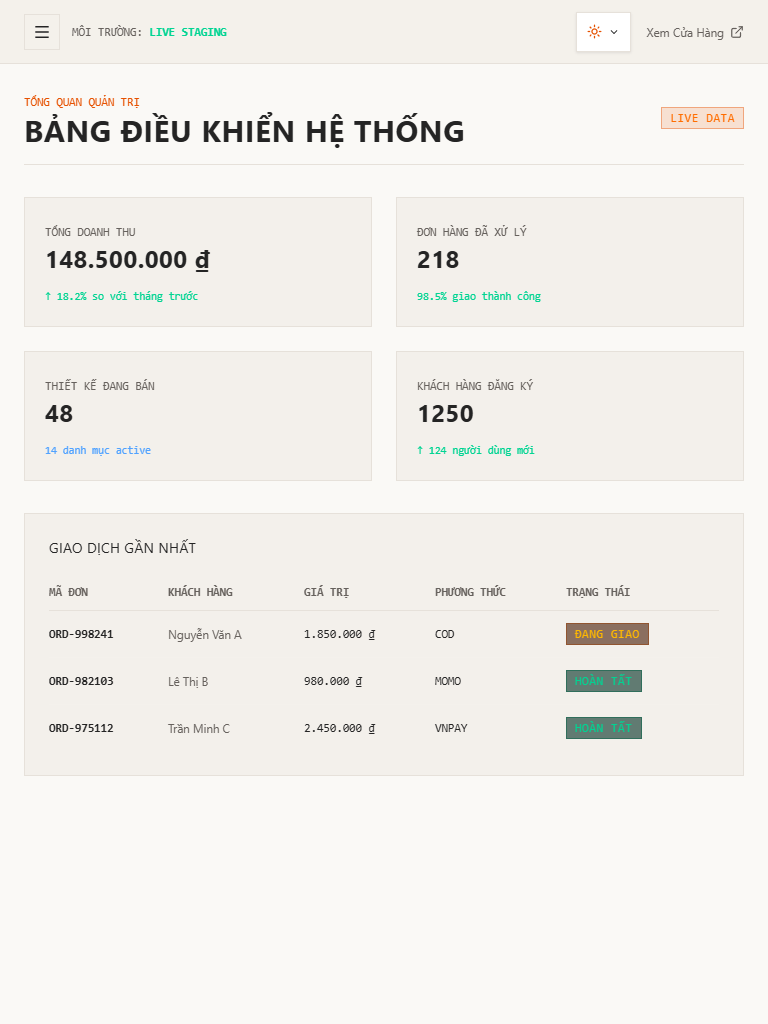 MÔI TRƯỜNG: LIVE STAGING
Xem Cửa Hàng
TỔNG QUAN QUẢN TRỊ
BẢNG ĐIỀU KHIỂN HỆ THỐNG
LIVE DATA
TỔNG DOANH THU
148.500.000 ₫
↑ 18.2% so với tháng trước
ĐƠN HÀNG ĐÃ XỬ LÝ
218
98.5% giao thành công
THIẾT KẾ ĐANG BÁN
48
14 danh mục active
KHÁCH HÀNG ĐĂNG KÝ
1250
↑ 124 người dùng mới
GIAO DỊCH GẦN NHẤT
MÃ ĐƠN KHÁCH HÀNG GIÁ TRỊ PHƯƠNG THỨC TRẠNG THÁI
ORD-998241 Nguyễn Văn A 1.850.000 ₫ COD ĐANG GIAO
ORD-982103 Lê Thị B 980.000 ₫ MOMO HOÀN TẤT
ORD-975112 Trần Minh C 2.450.000 ₫ VNPAY HOÀN TẤT